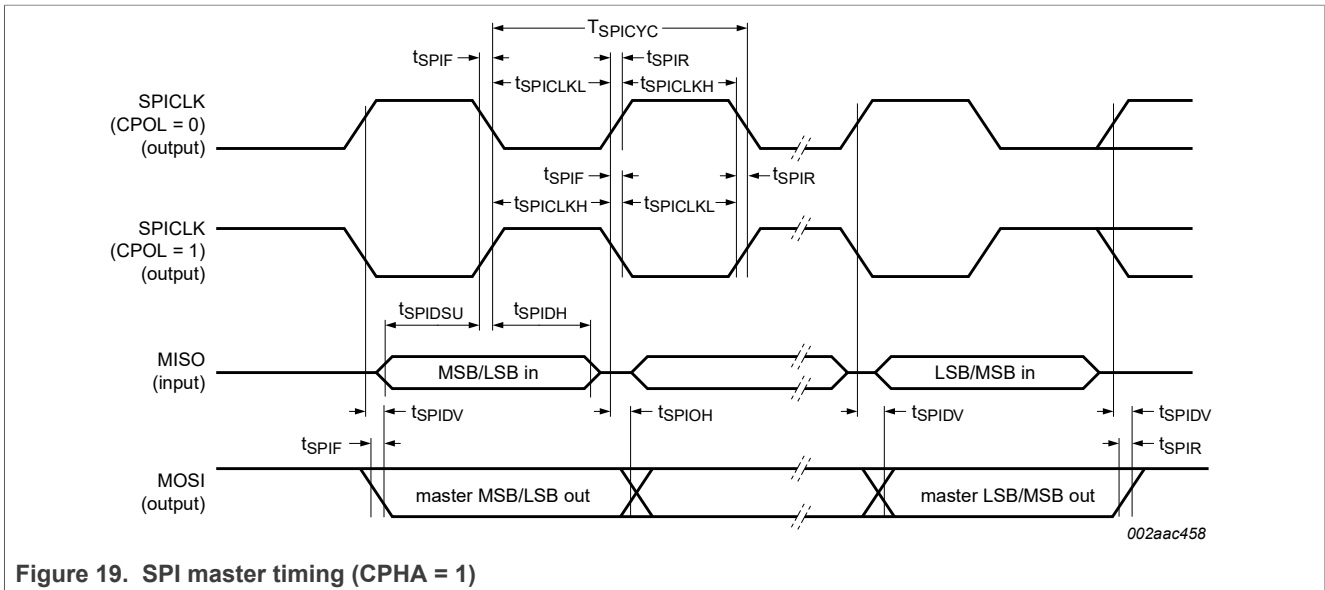 TSPICYC
tSPIF
tSPIR
tSPICLKL
tSPICLKH
SPICLK
(CPOL = 0)
(output)
tSPIF
tSPIR
tSPICLKH
tSPICLKL
SPICLK
(CPOL = 1)
(output)
tSPIDSU
tSPIDH
MISO
(input)
MSB/LSB in
LSB/MSB in
tSPIDV
tSPIOH
tSPIDV
tSPIDV
tSPIF
tSPIR
MOSI
(output)
master MSB/LSB out
master LSB/MSB out
002aac458
Figure 19. SPI master timing (CPHA = 1)